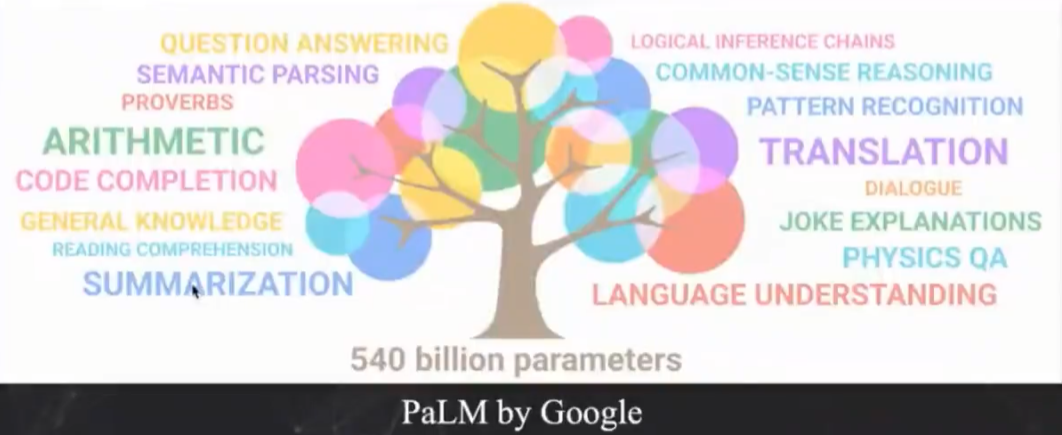 QUESTION ANSWERING
SEMANTIC PARSING
PROVERBS
ARITHMETIC
CODE COMPLETION
GENERAL KNOWLEDGE
READING COMPREHENSION
SUMMARIZATION
LOGICAL INFERENCE CHAINS
COMMON-SENSE REASONING
PATTERN RECOGNITION
TRANSLATION
DIALOGUE
JOKE EXPLANATIONS
PHYSICS QA
LANGUAGE UNDERSTANDING
540 billion parameters
PaLM by Google